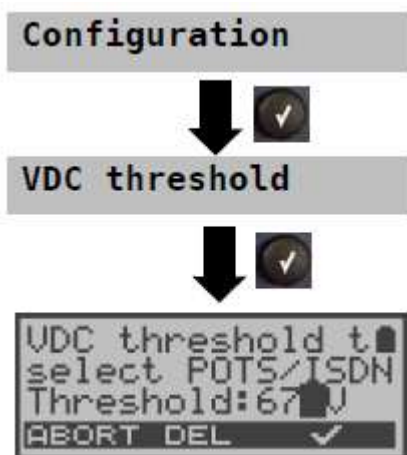 Configuration
VDC threshold
VDC threshold t
select POTS/ISDN
Threshold:67 V
ABORT DEL